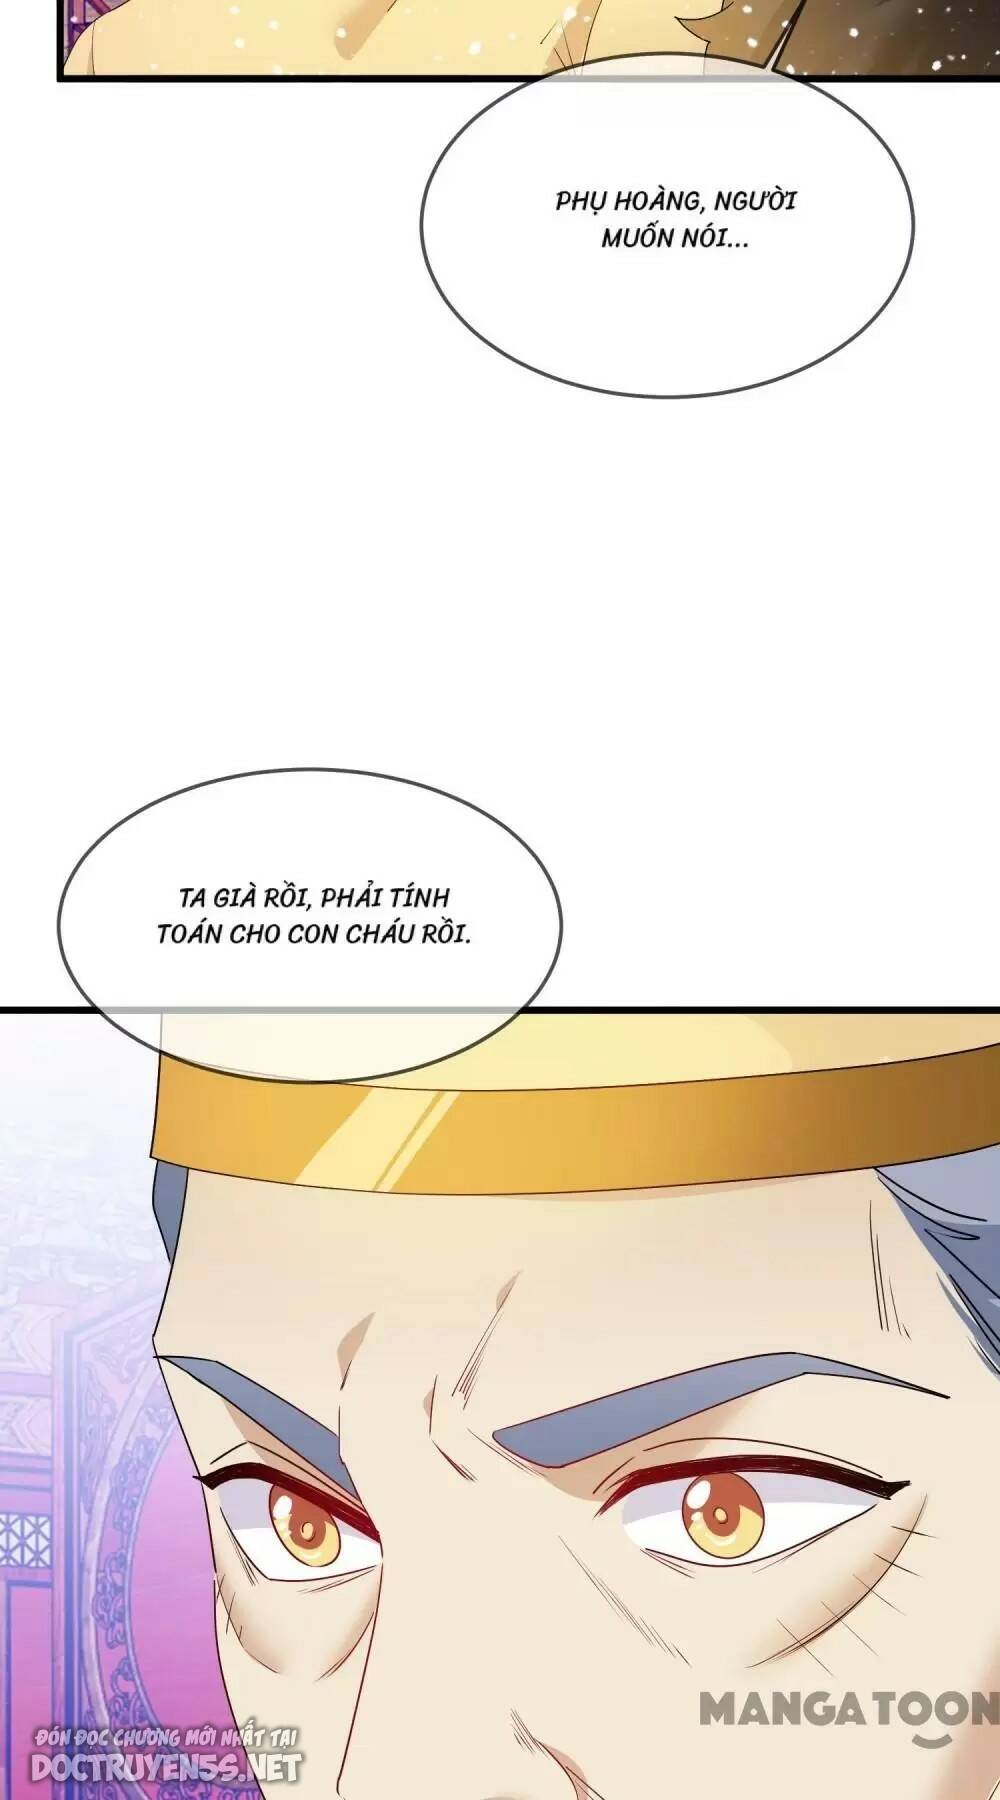 PHỤ HOÀNG, NGƯỜI
MUỐN NÓI...
TA GIÀ RỒI, PHẢI TÍNH
TOÁN CHO CON CHÁU RỒI.
MANGATOON
ĐÓN ĐỌC CHƯƠNG MỚI NHẤT TẠI
DOCTRUYEN5S.NET